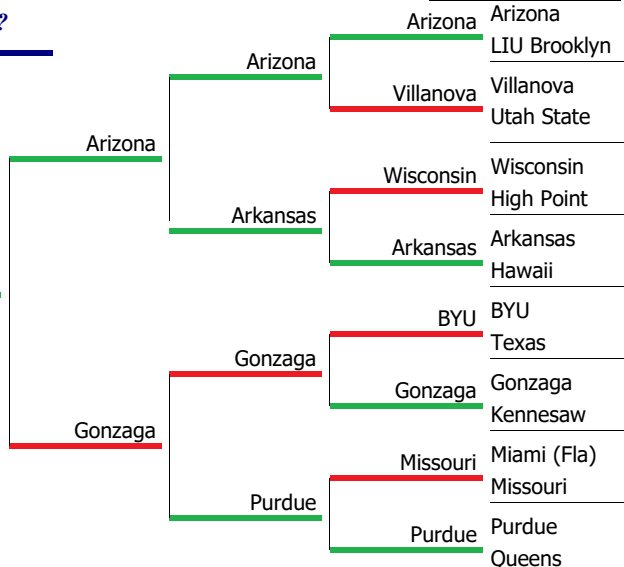 ?
Arizona
Gonzaga
Arizona
Arkansas
Gonzaga
Purdue
Arizona
Villanova
Wisconsin
Arkansas
BYU
Gonzaga
Missouri
Purdue
Arizona
LIU Brooklyn
Villanova
Utah State
Wisconsin
High Point
Arkansas
Hawaii
BYU
Texas
Gonzaga
Kennesaw
Miami (Fla)
Missouri
Purdue
Queens